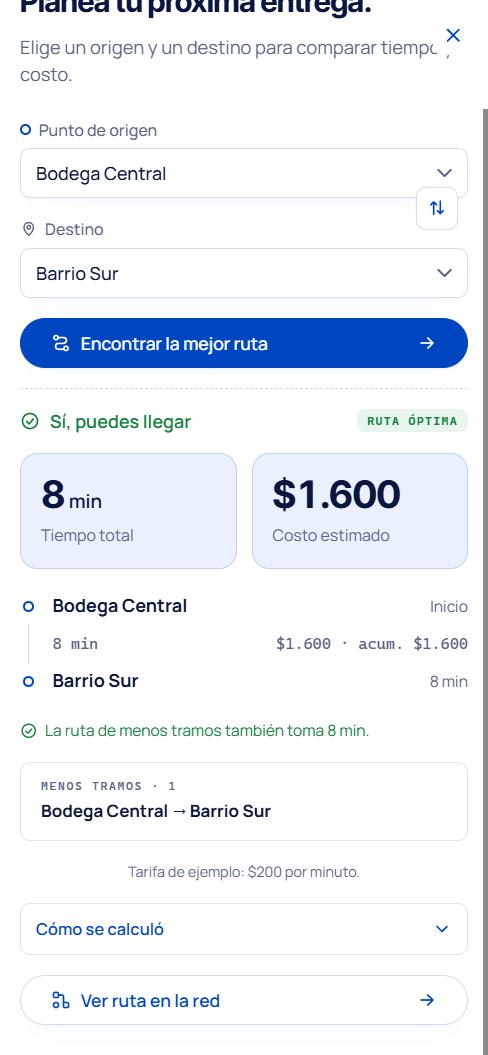 Planea tu próxima entrega.
Elige un origen y un destino para comparar tiempo y
costo.
Punto de origen
Bodega Central
Destino
Barrio Sur
Encontrar la mejor ruta
Sí, puedes llegar
RUTA ÓPTIMA
8 min
Tiempo total
$1.600
Costo estimado
Bodega Central Inicio
8 min $1.600 · acum. $1.600
Barrio Sur 8 min
La ruta de menos tramos también toma 8 min.
MENOS TRAMOS · 1
Bodega Central → Barrio Sur
Tarifa de ejemplo: $200 por minuto.
Cómo se calculó
Ver ruta en la red